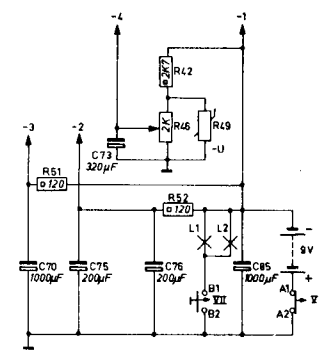 -4
-1
2K7
R42
-3
-2
2K
R46
R49
C73
320µF
-U
R51
120
R52
120
L1
L2
9V
C70
1000µF
C75
200µF
C76
200µF
C85
1000µF
B1
VII
B2
A1
V
A2